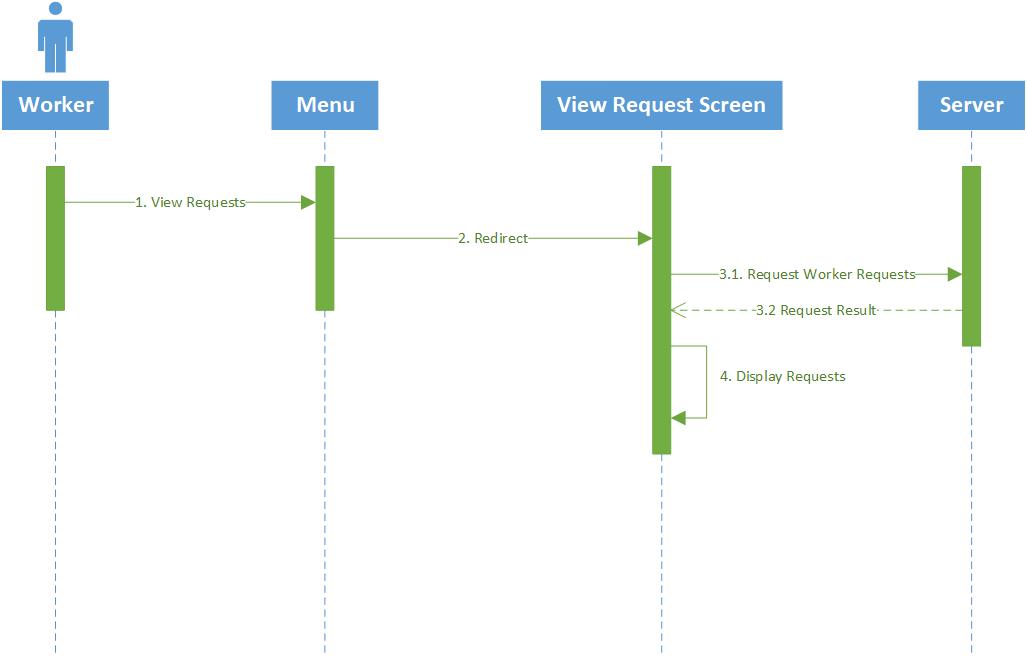 Worker
Menu
View Request Screen
Server
1. View Requests
2. Redirect
3.1. Request Worker Requests
3.2 Request Result
4. Display Requests